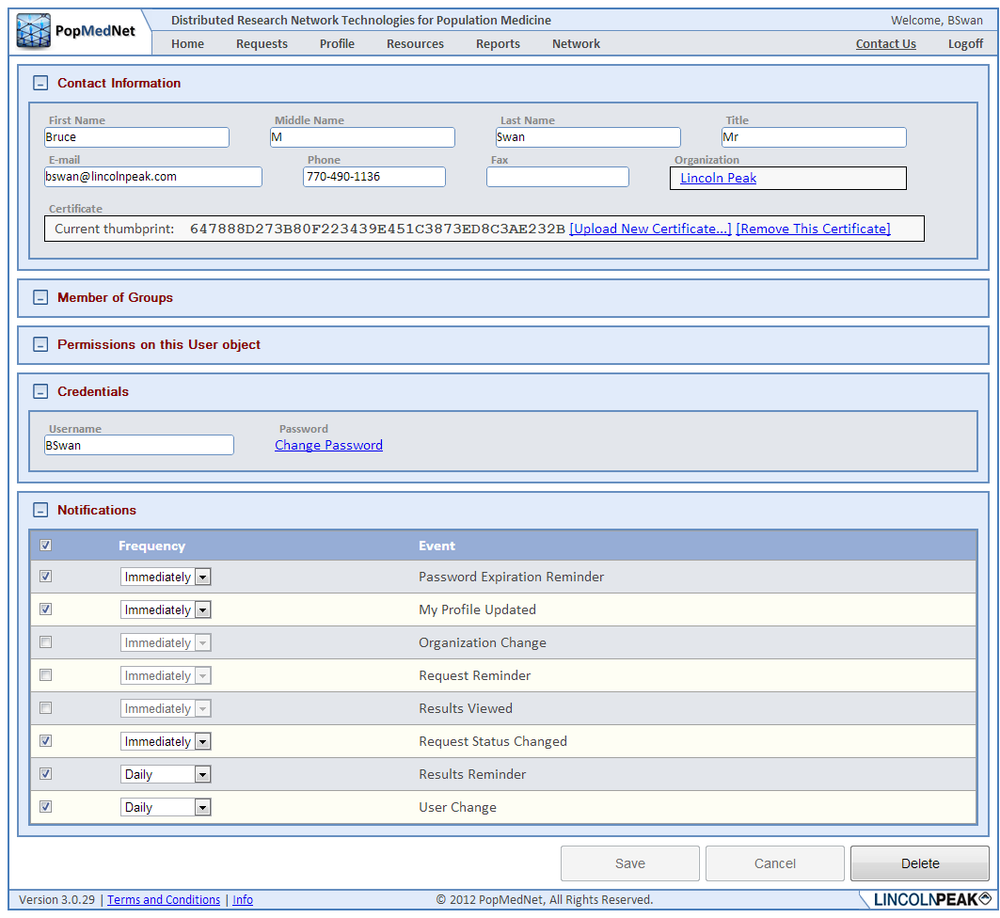 PopMedNet
Distributed Research Network Technologies for Population Medicine
Welcome, BSwan
Home Requests Profile Resources Reports Network Contact Us Logoff
Contact Information
First Name Middle Name Last Name Title
Bruce M Swan Mr
E-mail Phone Fax Organization
bswan@lincolnpeak.com 770-490-1136 Lincoln Peak
Certificate
Current thumbprint: 647888D273B80F223439E451C3873ED8C3AE232B [Upload New Certificate...] [Remove This Certificate]
Member of Groups
Permissions on this User object
Credentials
Username Password
BSwan Change Password
Notifications
Frequency Event
Immediately Password Expiration Reminder
Immediately My Profile Updated
Immediately Organization Change
Immediately Request Reminder
Immediately Results Viewed
Immediately Request Status Changed
Daily Results Reminder
Daily User Change
Save Cancel Delete
Version 3.0.29 | Terms and Conditions | Info © 2012 PopMedNet, All Rights Reserved. LINCOLNPEAK